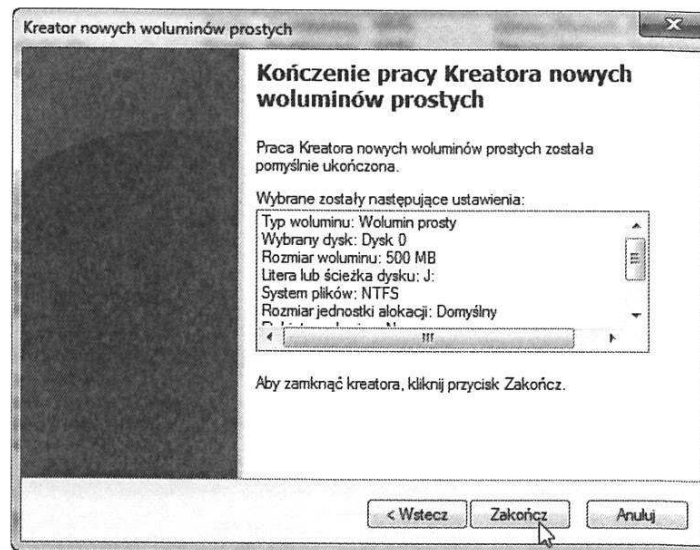 Kreator nowych woluminów prostych
Kończenie pracy Kreatora nowych
woluminów prostych
Praca Kreatora nowych woluminów prostych została
pomyślnie ukończona.
Wybrane zostały następujące ustawienia:
Typ woluminu: Wolumin prosty
Wybrany dysk: Dysk 0
Rozmiar woluminu: 500 MB
Litera lub ścieżka dysku: J:
System plików: NTFS
Rozmiar jednostki alokacji: Domyślny
Aby zamknąć kreatora, kliknij przycisk Zakończ.
< Wstecz
Zakończ
Anuluj